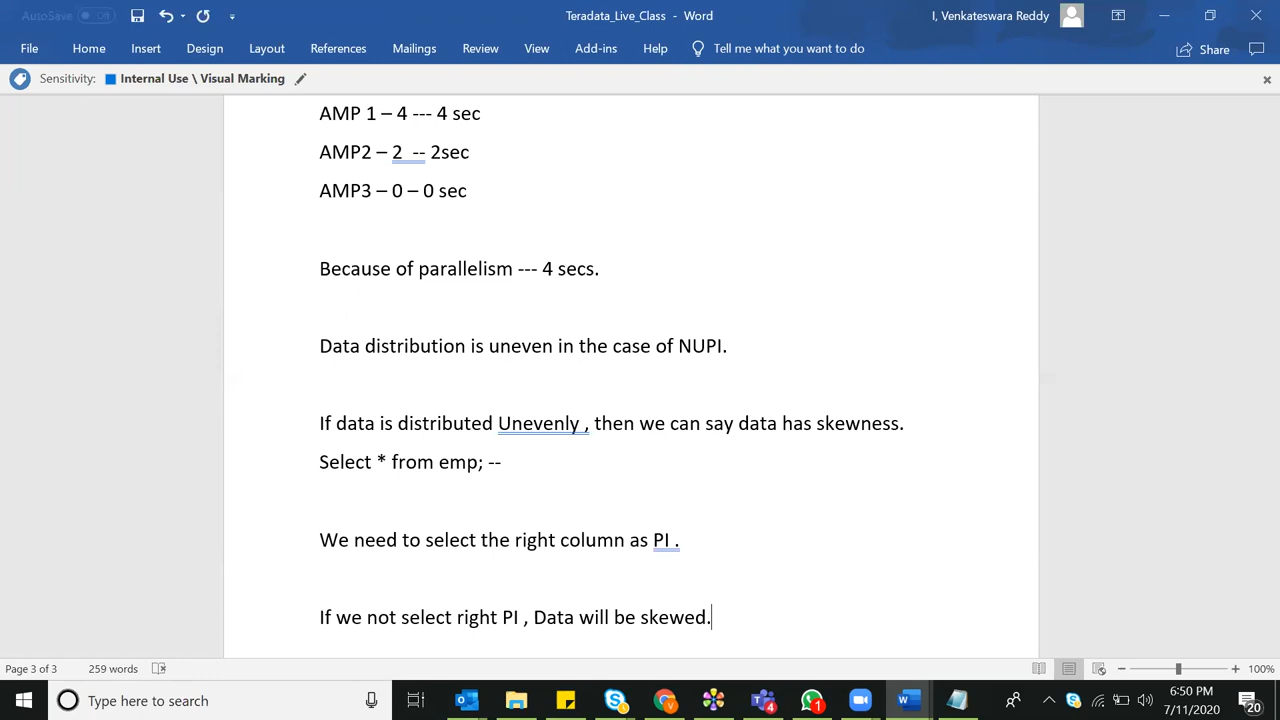 AutoSave Off
Teradata_Live_Class - Word
I, Venkateswara Reddy
File Home Insert Design Layout References Mailings Review View Add-ins Help Tell me what you want to do Share
Sensitivity: Internal Use \ Visual Marking
AMP 1 – 4 --- 4 sec
AMP2 – 2 -- 2sec
AMP3 – 0 – 0 sec
Because of parallelism --- 4 secs.
Data distribution is uneven in the case of NUPI.
If data is distributed Unevenly , then we can say data has skewness.
Select * from emp; --
We need to select the right column as PI .
If we not select right PI , Data will be skewed.
Page 3 of 3 259 words 100%
Type here to search
1
4
6:50 PM
7/11/2020
20